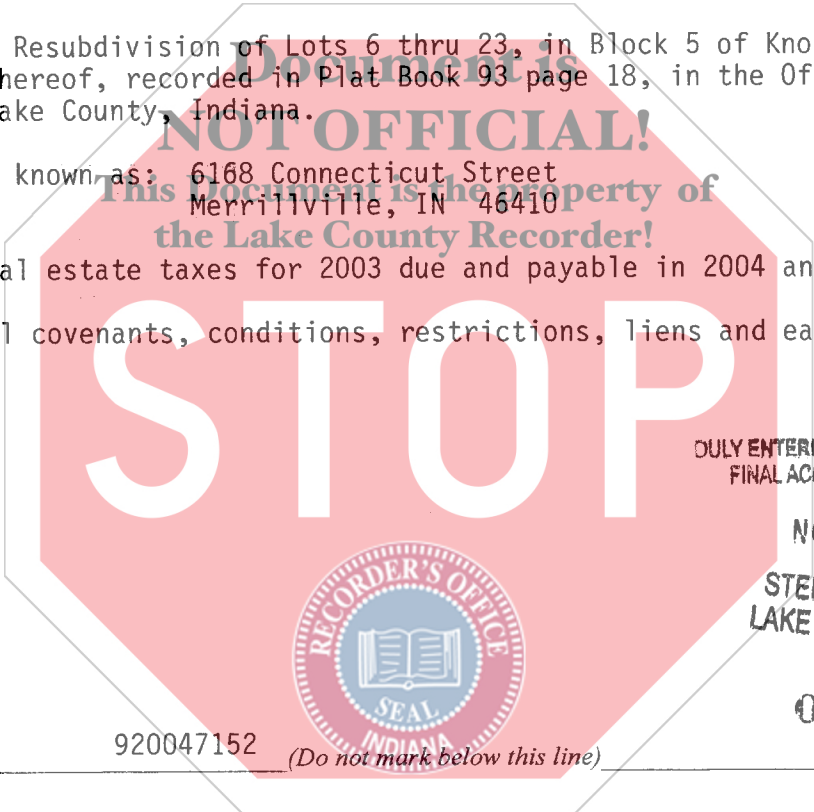 Resubdivision of Lots 6 thru 23, in Block 5 of Kno
Document is
hereof, recorded in Plat Book 93 page 18, in the Of
ake County, Indiana.
NOT OFFICIAL!
known as: 6168 Connecticut Street
This Document is the property of
Merrillville, IN 46410
the Lake County Recorder!
al estate taxes for 2003 due and payable in 2004 an
l covenants, conditions, restrictions, liens and ea
STOP
DULY ENTER
FINAL AC
N
STE
LAKE
RECORDER'S OFFICE
SEAL
INDIANA
920047152 (Do not mark below this line)